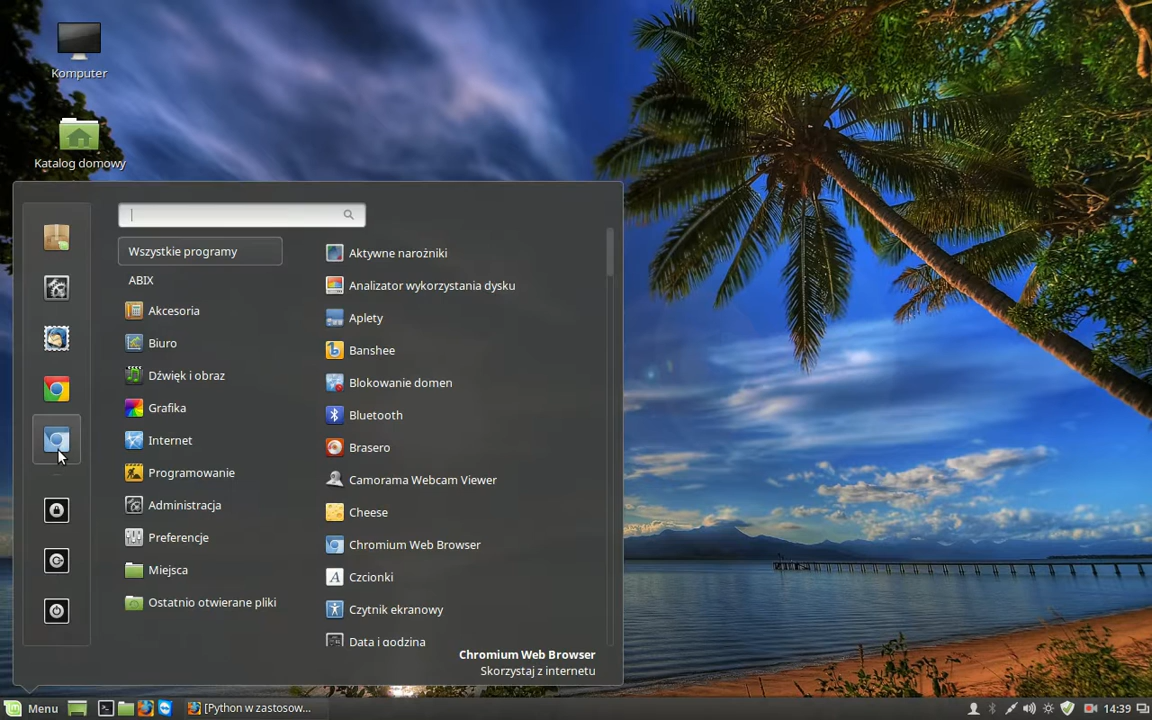 Komputer
Katalog domowy
Wszystkie programy
ABIX
Akcesoria
Biuro
Dźwięk i obraz
Grafika
Internet
Programowanie
Administracja
Preferencje
Miejsca
Ostatnio otwierane pliki
Aktywne narożniki
Analizator wykorzystania dysku
Aplety
Banshee
Blokowanie domen
Bluetooth
Brasero
Camorama Webcam Viewer
Cheese
Chromium Web Browser
Czcionki
Czytnik ekranowy
Data i godzina
Chromium Web Browser
Skorzystaj z internetu
Menu
[Python w zastosow...
14:39